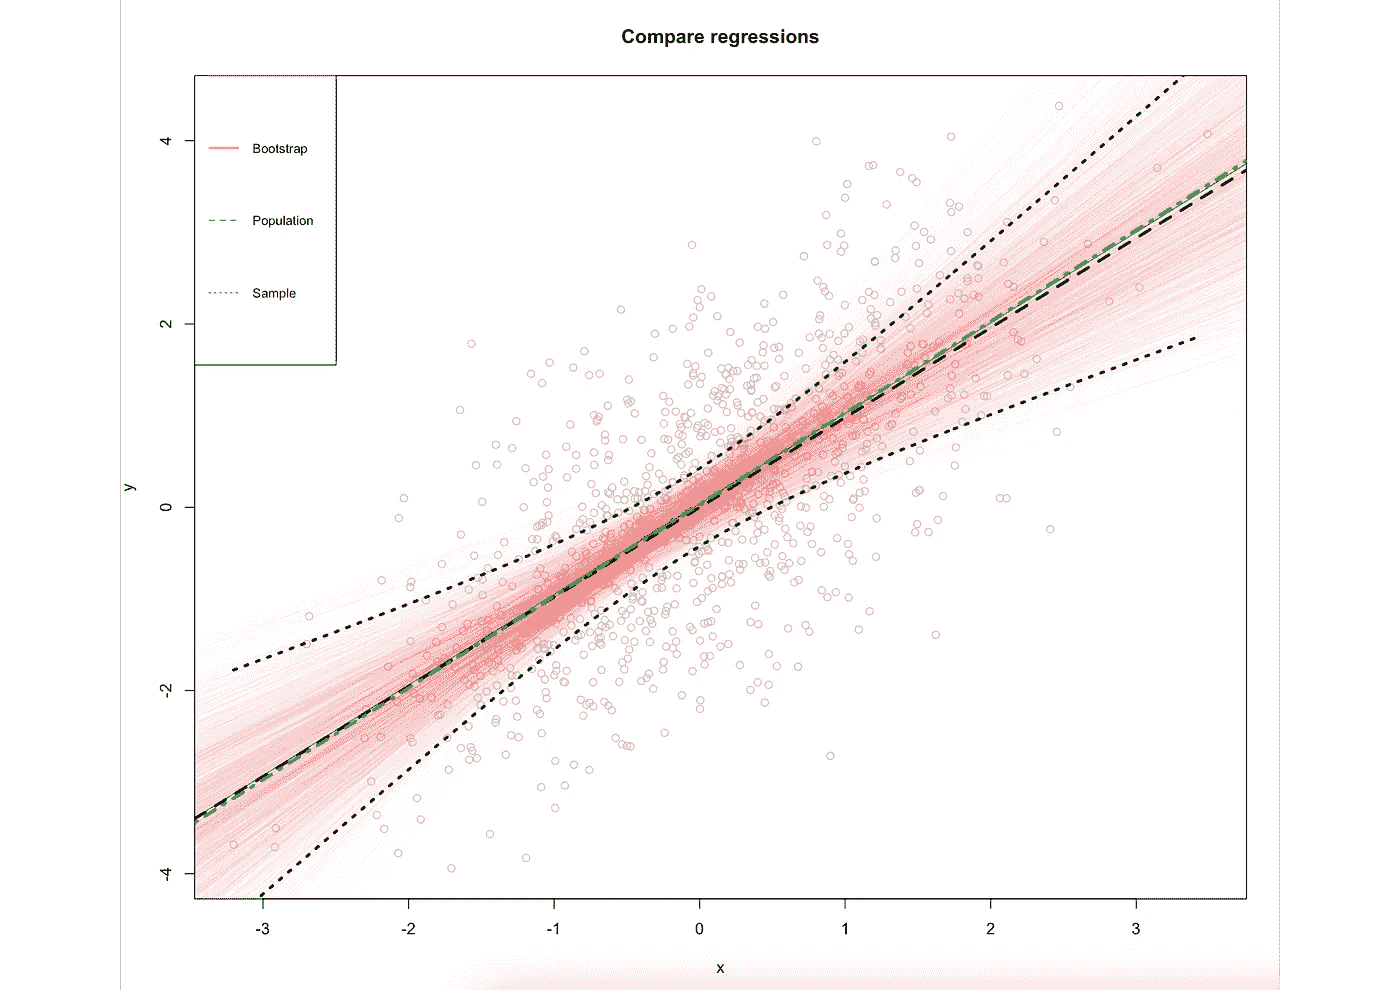 Compare regressions
Bootstrap
Population
Sample
4
2
0
-2
-4
y
-3 -2 -1 0 1 2 3
x